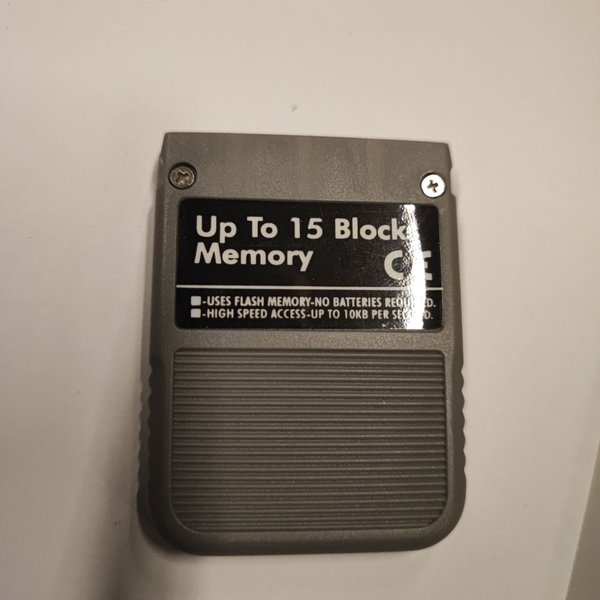 Up To 15 Blocks
Memory
CE
-USES FLASH MEMORY-NO BATTERIES REQUIRED.
-HIGH SPEED ACCESS-UP TO 10KB PER SECOND.